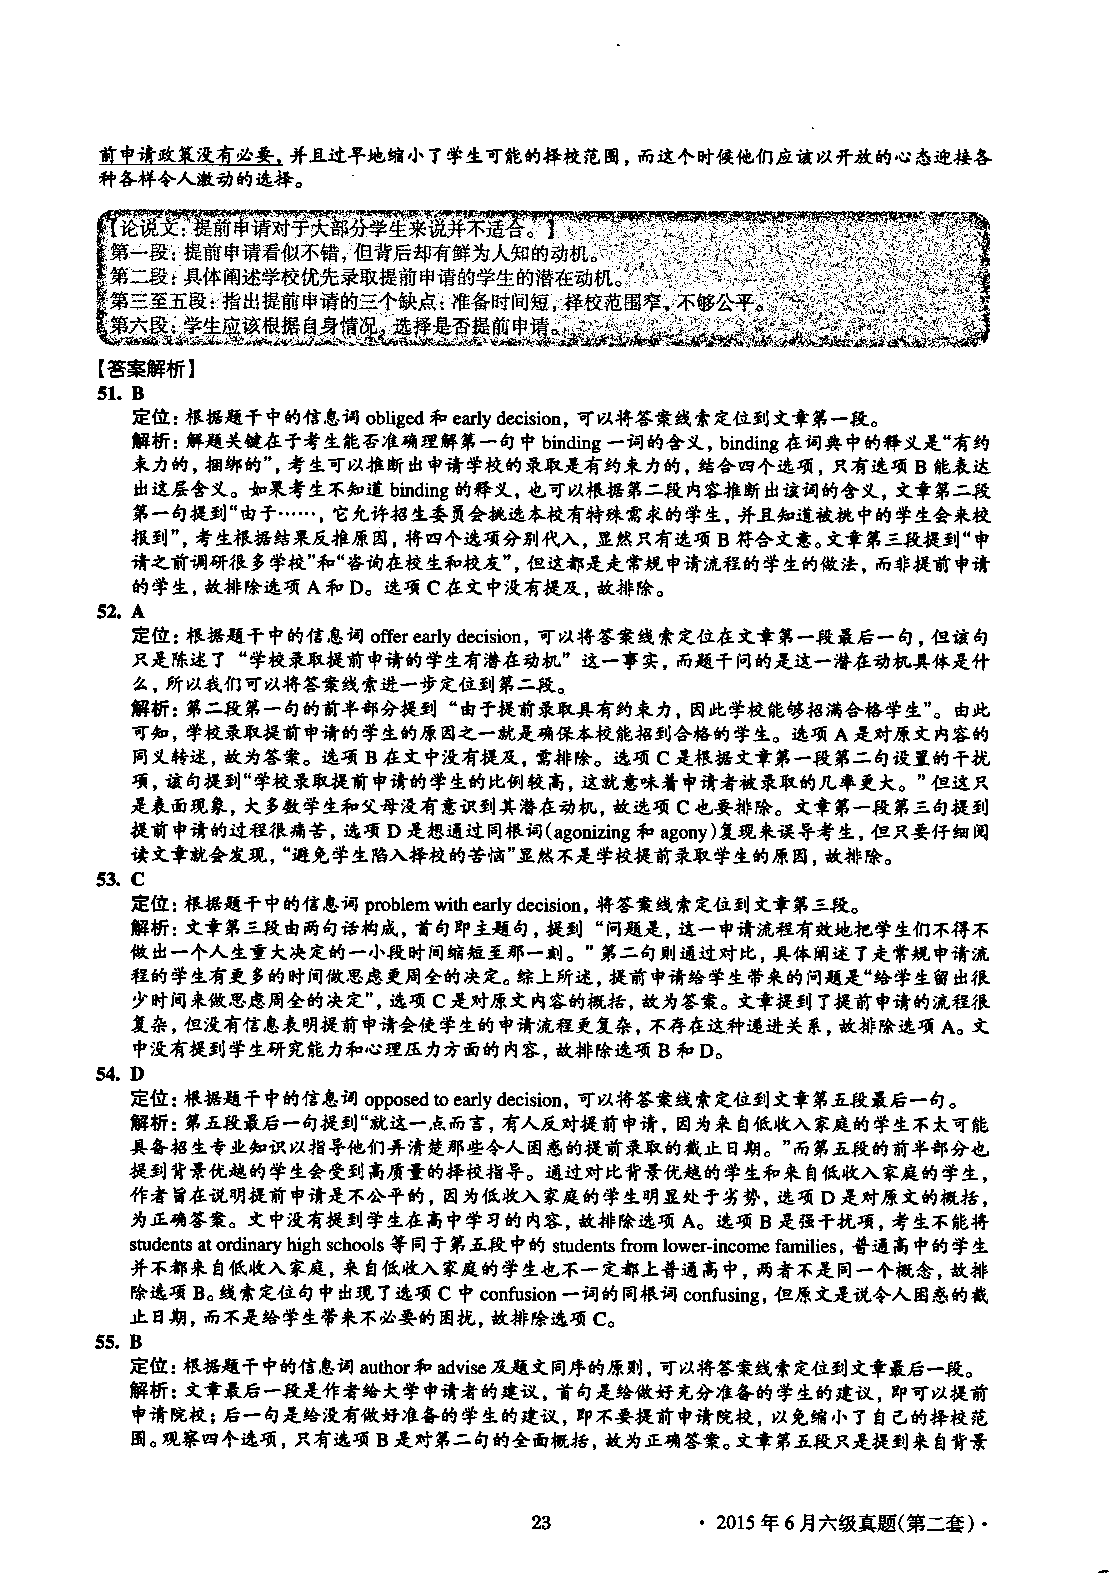 前申请政策没有必要，并且过早地缩小了学生可能的择校范围，而这个时候他们应该以开放的心态迎接各
种各样令人激动的选择。
【论说文：提前申请对于大部分学生来说并不适合。】
第一段：提前申请看似不错，但背后却有鲜为人知的动机。
第二段：具体阐述学校优先录取提前申请的学生的潜在动机。
第三至五段：指出提前申请的三个缺点：准备时间短，择校范围窄，不够公平。
第六段：学生应该根据自身情况，选择是否提前申请。
【答案解析】
51. B
定位：根据题干中的信息词 obliged 和 early decision，可以将答案线索定位到文章第一段。
解析：解题关键在于考生能否准确理解第一句中 binding 一词的含义，binding 在词典中的释义是“有约
束力的，捆绑的”，考生可以推断出申请学校的录取是有约束力的，结合四个选项，只有选项 B 能表达
出这层含义。如果考生不知道 binding 的释义，也可以根据第二段内容推断出该词的含义，文章第二段
第一句提到“由于……，它允许招生委员会挑选本校有特殊需求的学生，并且知道被挑中的学生会来校
报到”，考生根据结果反推原因，将四个选项分别代入，显然只有选项 B 符合文意。文章第三段提到“申
请之前调研很多学校”和“咨询在校生和校友”，但这都是走常规申请流程的学生的做法，而非提前申请
的学生，故排除选项 A 和 D。选项 C 在文中没有提及，故排除。
52. A
定位：根据题干中的信息词 offer early decision，可以将答案线索定位在文章第一段最后一句，但该句
只是陈述了“学校录取提前申请的学生有潜在动机”这一事实，而题干问的是这一潜在动机具体是什
么，所以我们可以将答案线索进一步定位到第二段。
解析：第二段第一句的前半部分提到“由于提前录取具有约束力，因此学校能够招满合格学生”。由此
可知，学校录取提前申请的学生的原因之一就是确保本校能招到合格的学生。选项 A 是对原文内容的
同义转述，故为答案。选项 B 在文中没有提及，需排除。选项 C 是根据文章第一段第二句设置的干扰
项，该句提到“学校录取提前申请的学生的比例较高，这就意味着申请者被录取的几率更大。”但这只
是表面现象，大多数学生和父母没有意识到其潜在动机，故选项 C 也要排除。文章第一段第三句提到
提前申请的过程很痛苦，选项 D 是想通过同根词(agonizing 和 agony)复现来误导考生，但只要仔细阅
读文章就会发现，“避免学生陷入择校的苦恼”显然不是学校提前录取学生的原因，故排除。
53. C
定位：根据题干中的信息词 problem with early decision，将答案线索定位到文章第三段。
解析：文章第三段由两句话构成，首句即主题句，提到“问题是，这一申请流程有效地把学生们不得不
做出一个人生重大决定的一小段时间缩短至那一刻。”第二句则通过对比，具体阐述了走常规申请流
程的学生有更多的时间做思虑更周全的决定。综上所述，提前申请给学生带来的问题是“给学生留出很
少时间来做思虑周全的决定”，选项 C 是对原文内容的概括，故为答案。文章提到了提前申请的流程很
复杂，但没有信息表明提前申请会使学生的申请流程更复杂，不存在这种递进关系，故排除选项 A。文
中没有提到学生研究能力和心理压力方面的内容，故排除选项 B 和 D。
54. D
定位：根据题干中的信息词 opposed to early decision，可以将答案线索定位到文章第五段最后一句。
解析：第五段最后一句提到“就这一点而言，有人反对提前申请，因为来自低收入家庭的学生不太可能
具备招生专业知识以指导他们弄清楚那些令人困惑的提前录取的截止日期。”而第五段的前半部分也
提到背景优越的学生会受到高质量的择校指导。通过对比背景优越的学生和来自低收入家庭的学生，
作者旨在说明提前申请是不公平的，因为低收入家庭的学生明显处于劣势，选项 D 是对原文的概括，
为正确答案。文中没有提到学生在高中学习的内容，故排除选项 A。选项 B 是强干扰项，考生不能将
students at ordinary high schools 等同于第五段中的 students from lower-income families，普通高中的学生
并不都来自低收入家庭，来自低收入家庭的学生也不一定都上普通高中，两者不是同一个概念，故排
除选项 B。线索定位句中出现了选项 C 中 confusion 一词的同根词 confusing，但原文是说令人困惑的截
止日期，而不是给学生带来不必要的困扰，故排除选项 C。
55. B
定位：根据题干中的信息词 author 和 advise 及题文同序的原则，可以将答案线索定位到文章最后一段。
解析：文章最后一段是作者给大学申请者的建议，首句是给做好充分准备的学生的建议，即可以提前
申请院校；后一句是给没有做好准备的学生的建议，即不要提前申请院校，以免缩小了自己的择校范
围。观察四个选项，只有选项 B 是对第二句的全面概括，故为正确答案。文章第五段只是提到来自背景
23
·2015 年 6 月六级真题(第二套)·